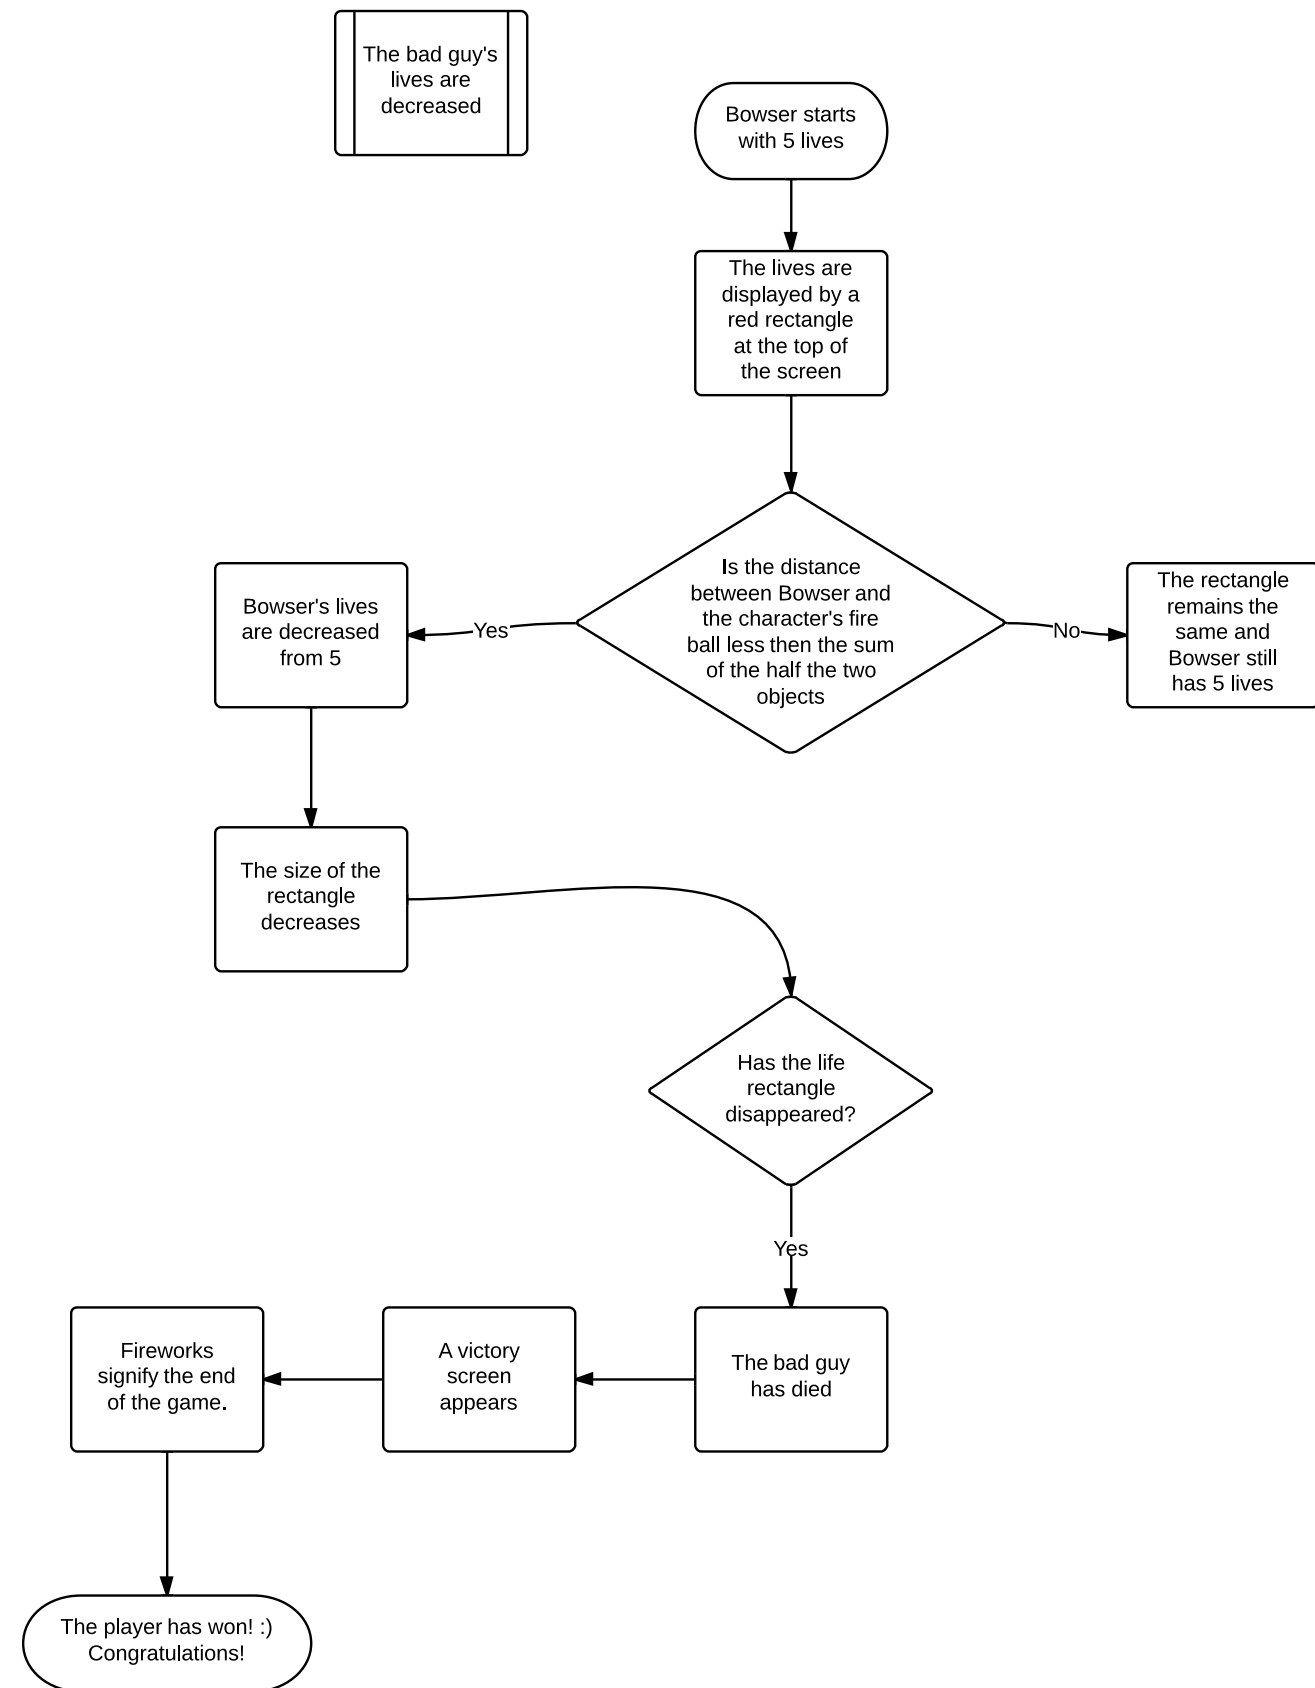 The bad guy's
lives are
decreased
Bowser starts
with 5 lives
The lives are
displayed by a
red rectangle
at the top of
the screen
Is the distance
between Bowser and
the character's fire
ball less then the sum
of the half the two
objects
Yes
No
Bowser's lives
are decreased
from 5
The rectangle
remains the
same and
Bowser still
has 5 lives
The size of the
rectangle
decreases
Has the life
rectangle
disappeared?
Yes
The bad guy
has died
A victory
screen
appears
Fireworks
signify the end
of the game.
The player has won! :)
Congratulations!